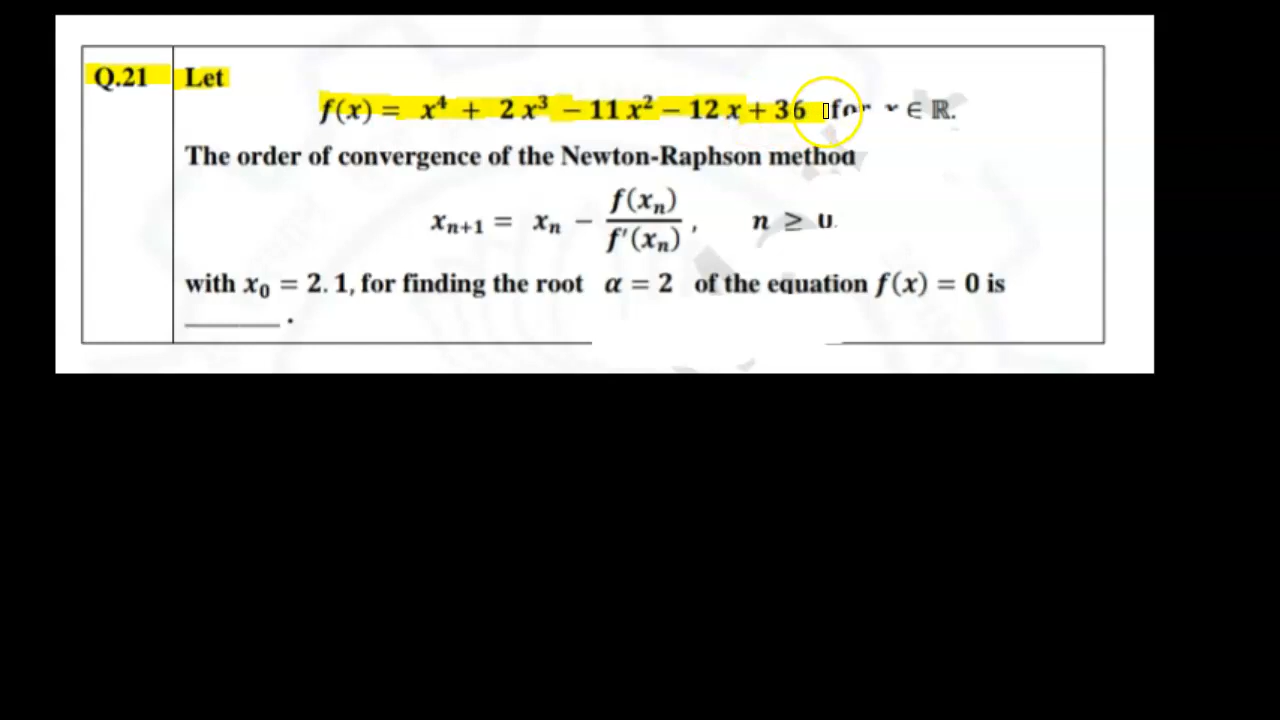 Q.21 Let
f(x) = x⁴ + 2x³ − 11x² − 12x + 36 for x ∈ ℝ.
The order of convergence of the Newton-Raphson method
xₙ₊₁ = xₙ − f(xₙ)/f′(xₙ), n ≥ 0
with x₀ = 2.1, for finding the root α = 2 of the equation f(x) = 0 is
________ .